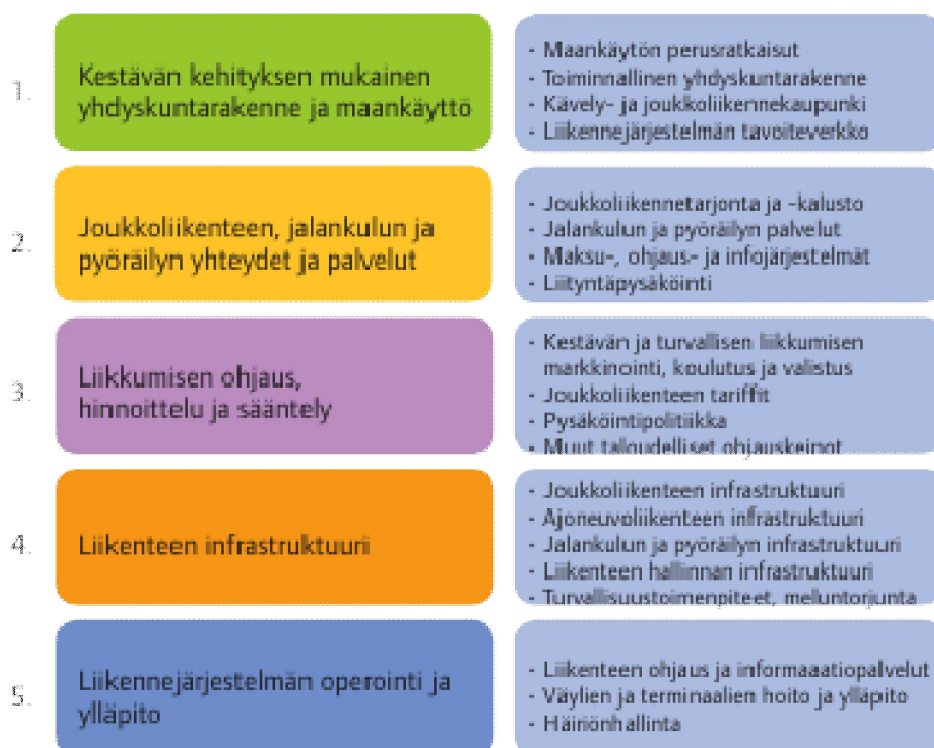 1.
Kestävän kehityksen mukainen
yhdyskuntarakenne ja maankäyttö
- Maankäytön perusratkaisut
- Toiminnallinen yhdyskuntarakenne
- Kävely- ja joukkoliikennekaupunki
- Liikennejärjestelmän tavoiteverkko
2.
Joukkoliikenteen, jalankulun ja
pyöräilyn yhteydet ja palvelut
- Joukkoliikennetarjonta ja -kalusto
- Jalankulun ja pyöräilyn palvelut
- Maksu-, ohjaus- ja infojärjestelmät
- Liityntäpysäköinti
3.
Liikkumisen ohjaus,
hinnoittelu ja sääntely
- Kestävän ja turvallisen liikkumisen
markkinointi, koulutus ja valistus
- Joukkoliikenteen tariffit
- Pysäköintipolitiikka
- Muut taloudelliset ohjauskeinot
4.
Liikenteen infrastruktuuri
- Joukkoliikenteen infrastruktuuri
- Ajoneuvoliikenteen infrastruktuuri
- Jalankulun ja pyöräilyn infrastruktuuri
- Liikenteen hallinnan infrastruktuuri
- Turvallisuustoimenpiteet, meluntorjunta
5.
Liikennejärjestelmän operointi ja
ylläpito
- Liikenteen ohjaus ja informaatiopalvelut
- Väylien ja terminaalien hoito ja ylläpito
- Häiriönhallinta